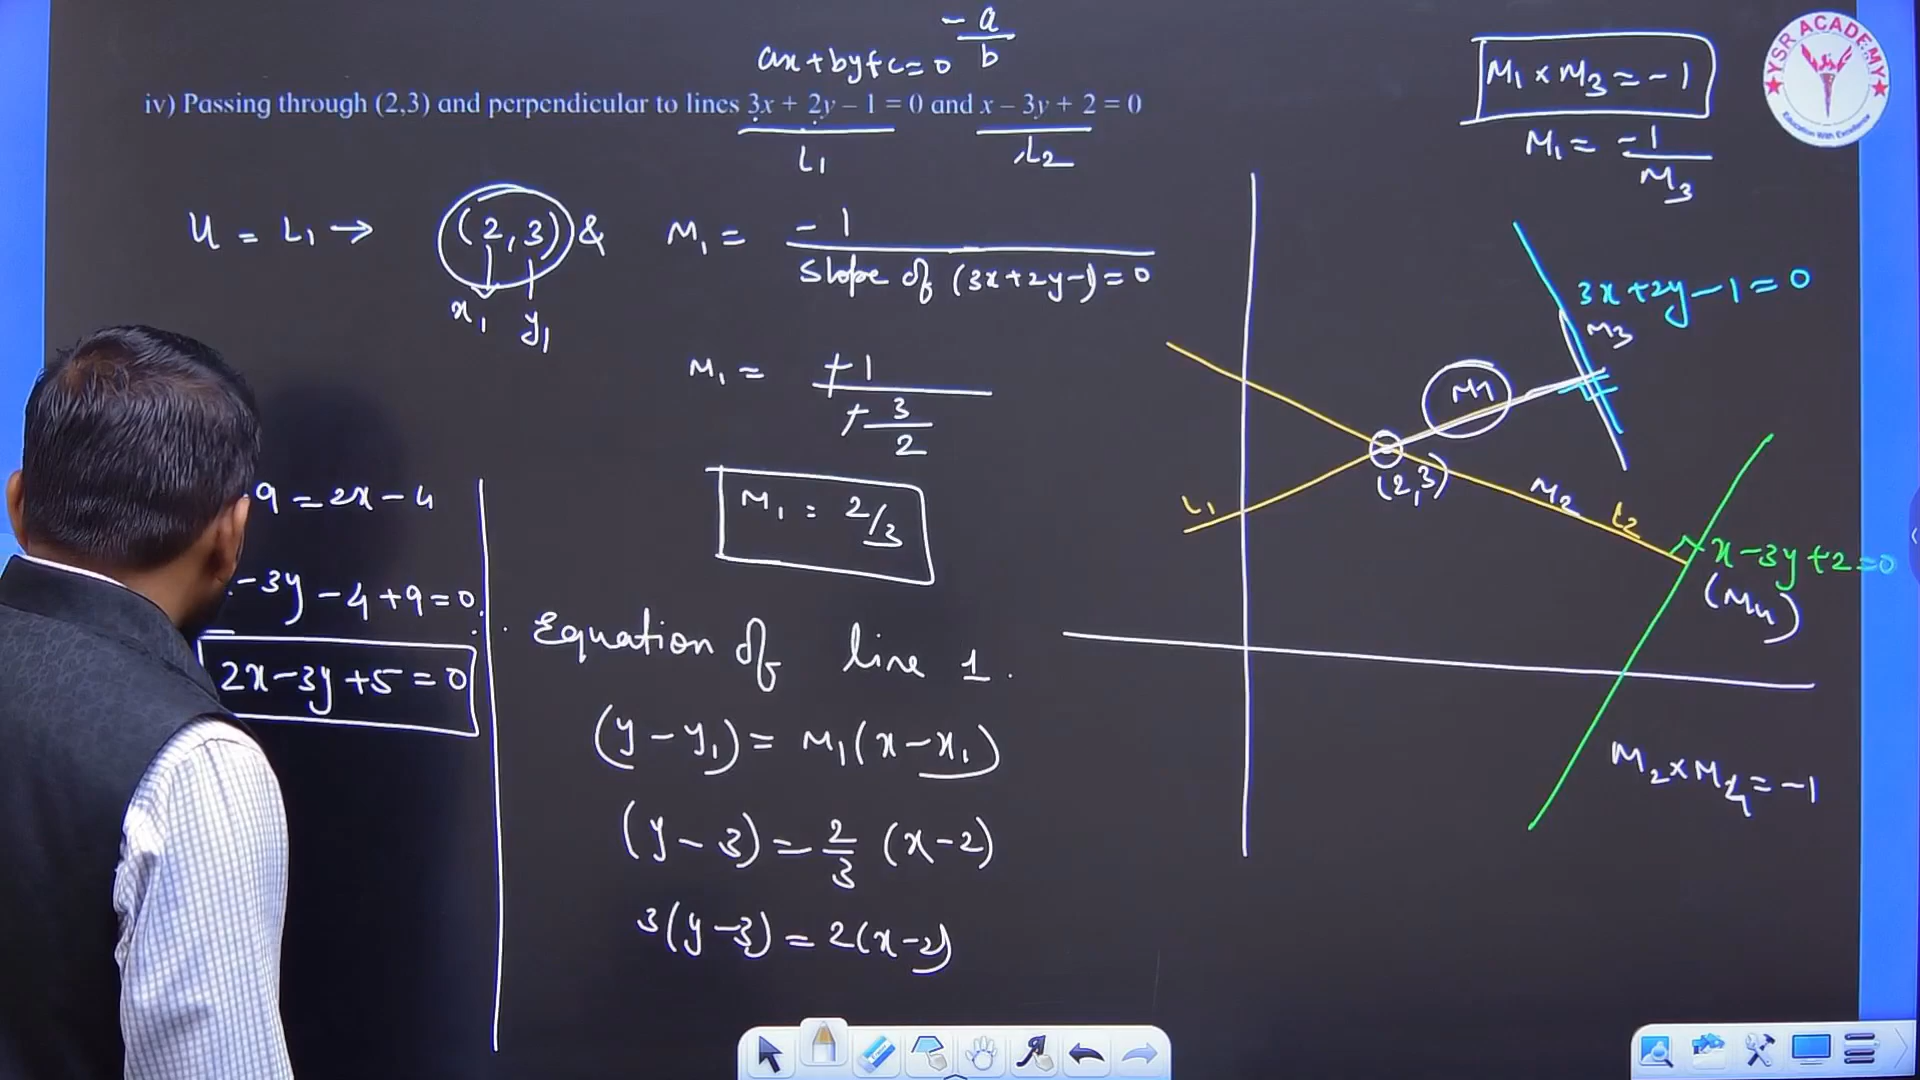 ax+by+c=0 -a/b
iv) Passing through (2,3) and perpendicular to lines 3x + 2y – 1 = 0 and x – 3y + 2 = 0
L1 L2
M1 × M3 = -1
M1 = -1/M3
YSR ACADEMY
Education With Excellence
U = L1 → (2,3) & M1 = -1/Slope of (3x+2y-1)=0
x1 y1
M1 = +1/+3/2
M1 = 2/3
9 = 2x-4
-3y-4+9=0
2x-3y+5=0
Equation of line 1.
(y-y1) = M1(x-x1)
(y-3) = 2/3 (x-2)
3(y-3) = 2(x-2)
3x+2y-1=0
M3
M1
(2,3)
L1
M2
L2
x-3y+2=0
(M4)
M2×M4=-1